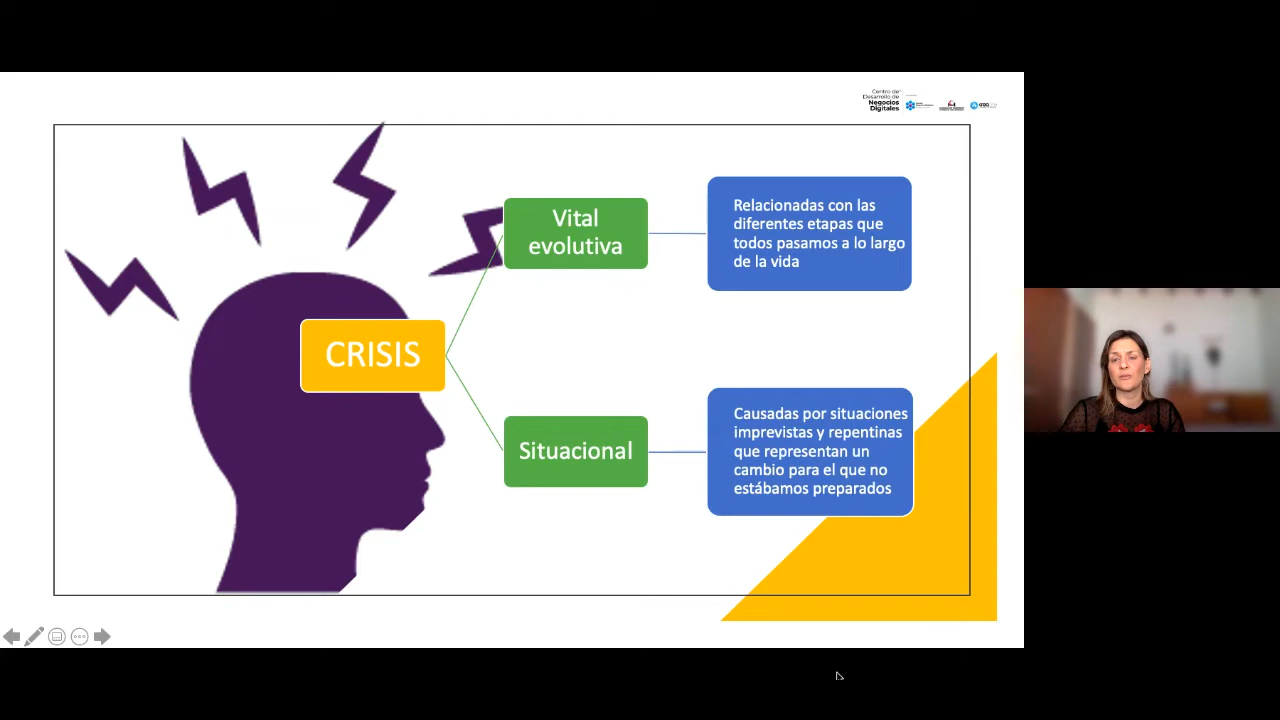 Centro de
Desarrollo de
Negocios
Digitales
CRISIS
Vital
evolutiva
Relacionadas con las
diferentes etapas que
todos pasamos a lo largo
de la vida
Situacional
Causadas por situaciones
imprevistas y repentinas
que representan un
cambio para el que no
estábamos preparados